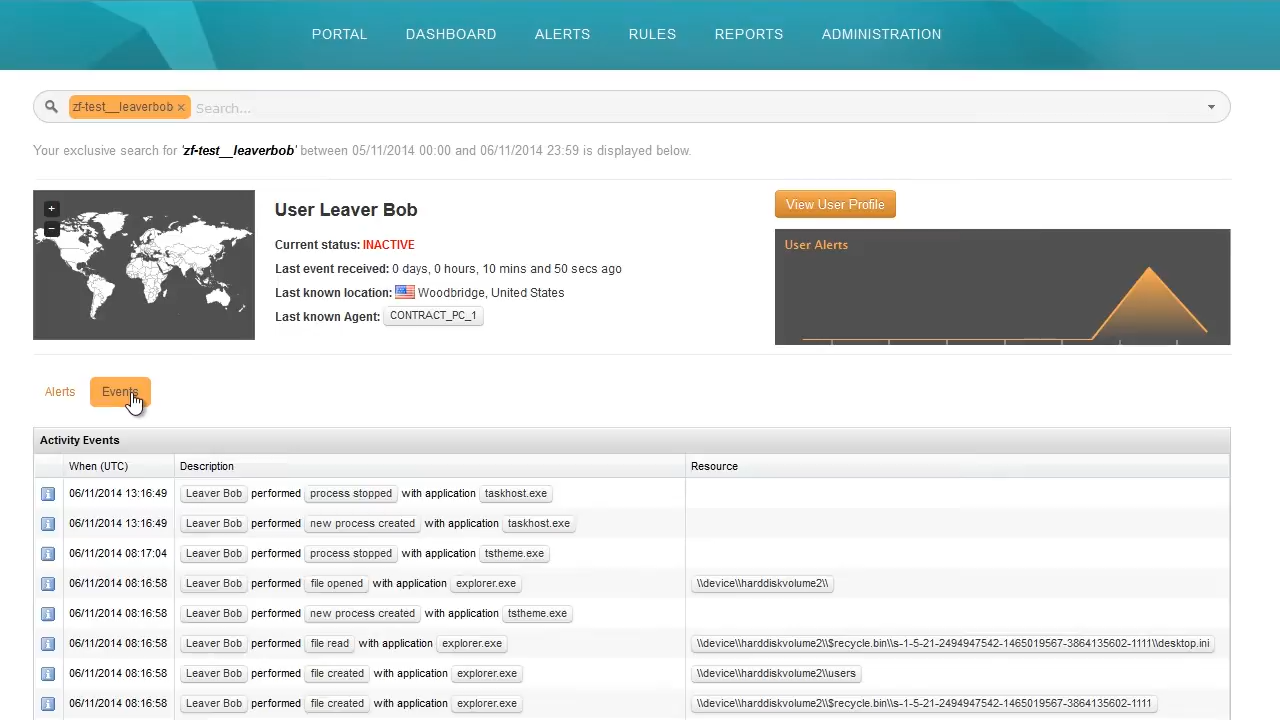 PORTAL DASHBOARD ALERTS RULES REPORTS ADMINISTRATION
zf-test__leaverbob × Search...
Your exclusive search for 'zf-test__leaverbob' between 05/11/2014 00:00 and 06/11/2014 23:59 is displayed below.
+
−
User Leaver Bob
Current status: INACTIVE
Last event received: 0 days, 0 hours, 10 mins and 50 secs ago
Last known location: Woodbridge, United States
Last known Agent: CONTRACT_PC_1
View User Profile
User Alerts
Alerts Events
Activity Events
When (UTC) Description Resource
06/11/2014 13:16:49 Leaver Bob performed process stopped with application taskhost.exe
06/11/2014 13:16:49 Leaver Bob performed new process created with application taskhost.exe
06/11/2014 08:17:04 Leaver Bob performed process stopped with application tstheme.exe
06/11/2014 08:16:58 Leaver Bob performed file opened with application explorer.exe \\device\\harddiskvolume2\\
06/11/2014 08:16:58 Leaver Bob performed new process created with application tstheme.exe
06/11/2014 08:16:58 Leaver Bob performed file read with application explorer.exe \\device\\harddiskvolume2\\$recycle.bin\\s-1-5-21-2494947542-1465019567-3864135602-1111\\desktop.ini
06/11/2014 08:16:58 Leaver Bob performed file created with application explorer.exe \\device\\harddiskvolume2\\users
06/11/2014 08:16:58 Leaver Bob performed file created with application explorer.exe \\device\\harddiskvolume2\\$recycle.bin\\s-1-5-21-2494947542-1465019567-3864135602-1111